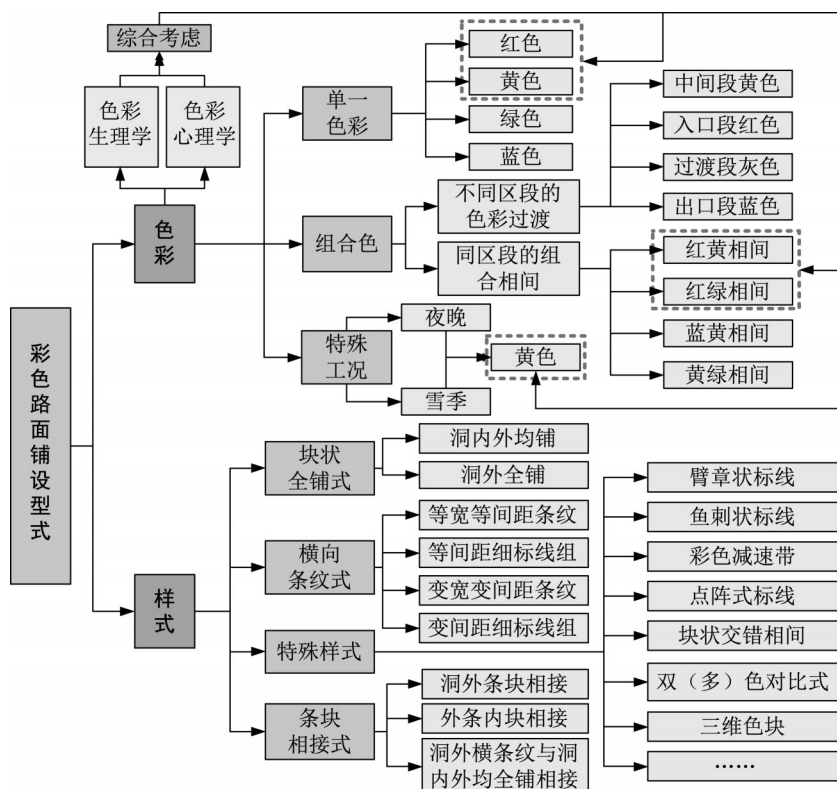 综合考虑
色彩
生理学
色彩
心理学
色
彩
单一
色彩
红色
黄色
绿色
蓝色
组合色
不同区段的
色彩过渡
中间段黄色
入口段红色
过渡段灰色
出口段蓝色
同区段的组
合相间
红黄相间
红绿相间
蓝黄相间
黄绿相间
特殊
工况
夜晚
雪季
黄色
彩
色
路
面
铺
设
型
式
样
式
块状
全铺式
洞内外均铺
洞外全铺
横向
条纹式
等宽等间距条纹
等间距细标线组
变宽变间距条纹
变间距细标线组
特殊样式
臂章状标线
鱼刺状标线
彩色减速带
点阵式标线
块状交错相间
双（多）色对比式
三维色块
……
条块
相接式
洞外条块相接
外条内块相接
洞外横条纹与洞
内外均全铺相接